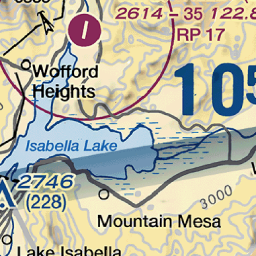 2614 - 35 122.8
RP 17
I
Wofford
Heights
105
Isabella Lake
2746
(228)
3000
Mountain Mesa
Lake Isabella